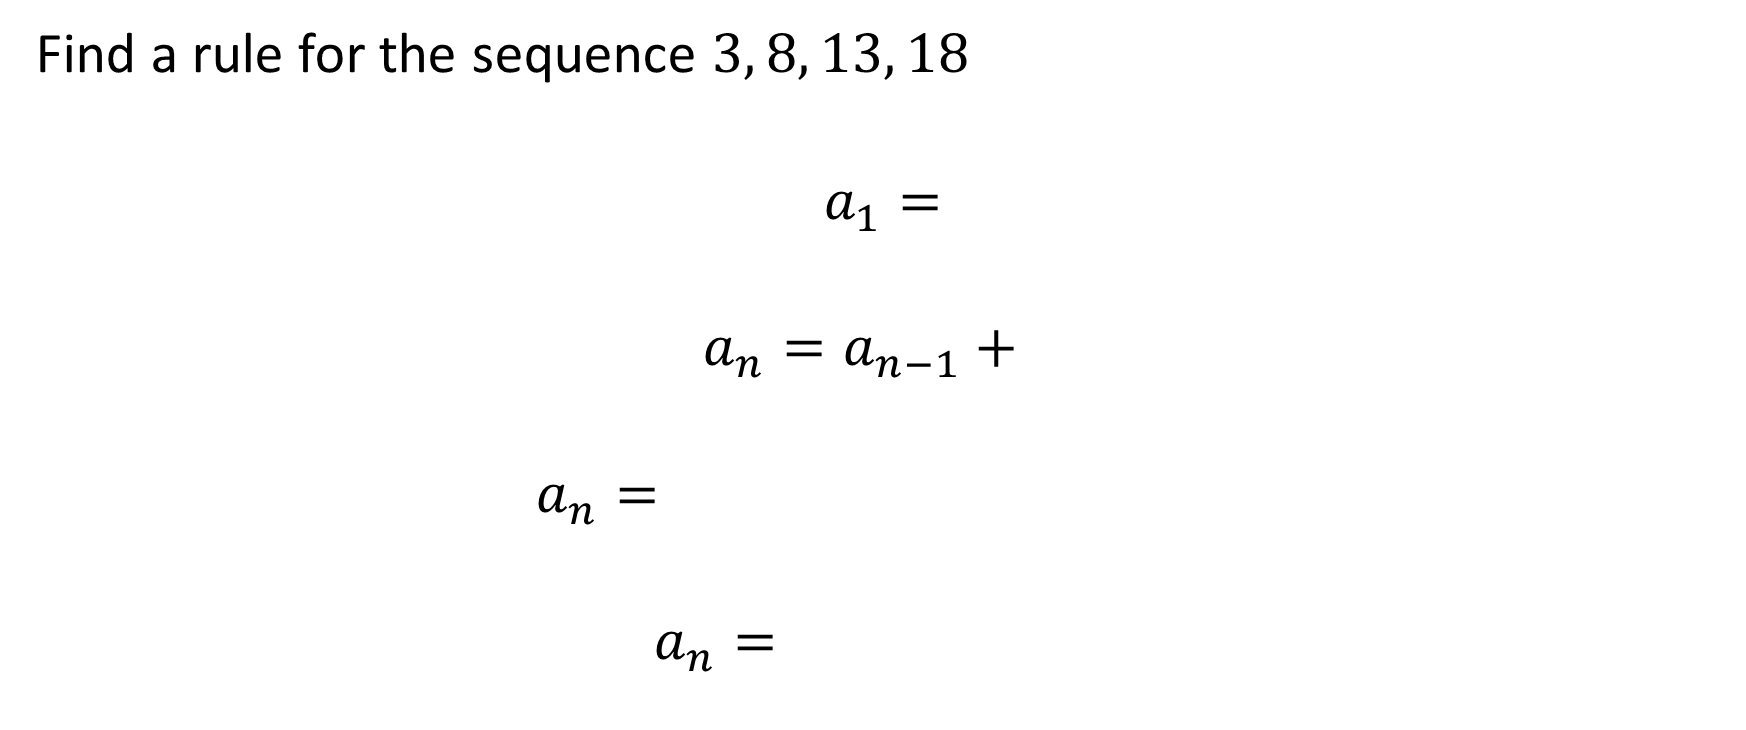 Find a rule for the sequence 3, 8, 13, 18
a₁ =
aₙ = aₙ₋₁ +
aₙ =
aₙ =